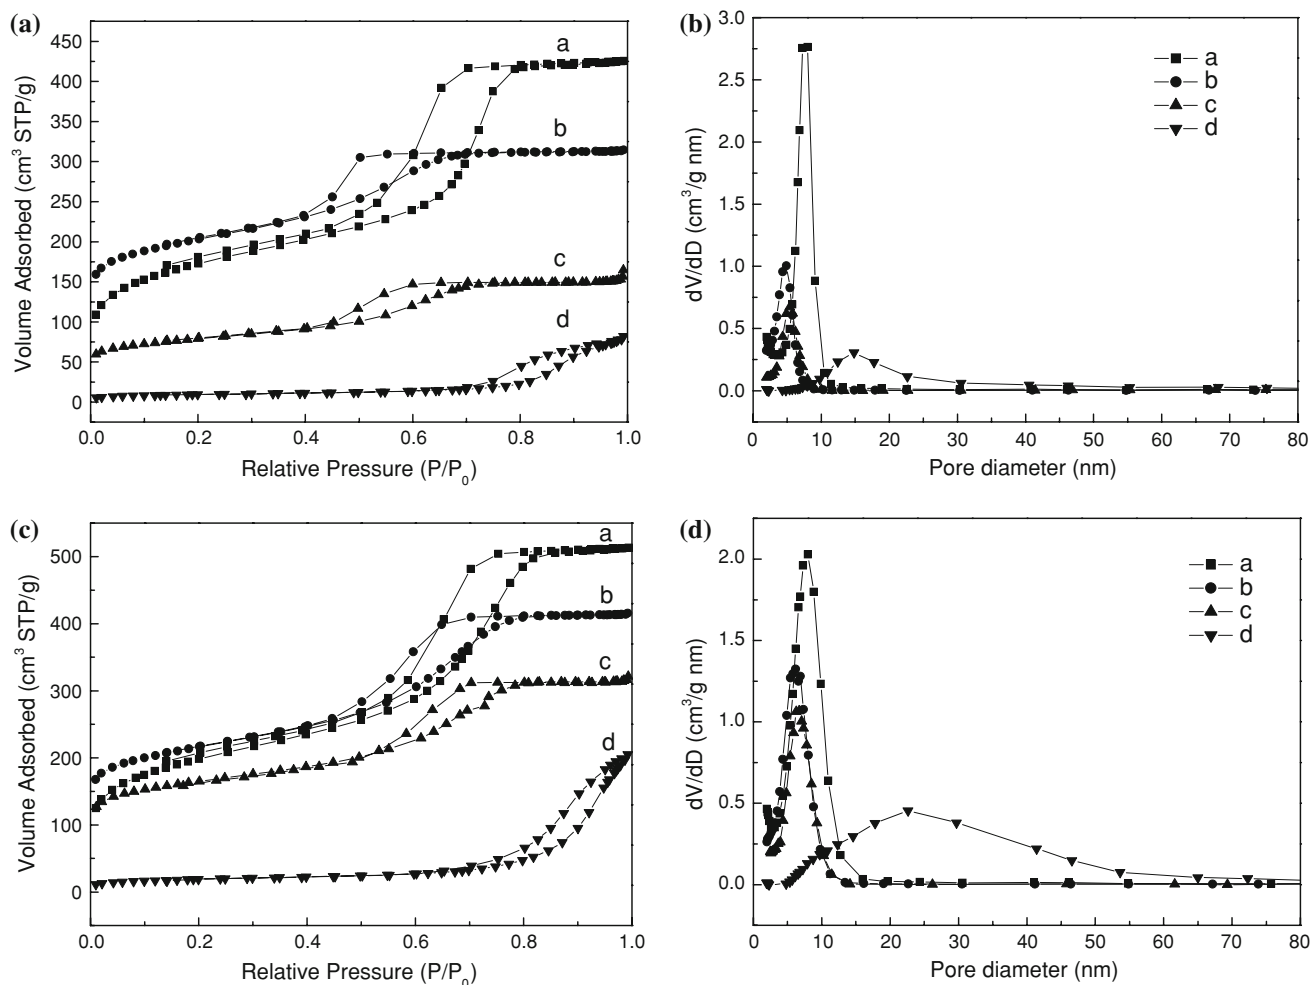 (a)
450
400
350
300
250
200
150
100
50
0
Volume Adsorbed (cm³ STP/g)
a
b
c
d
0.0 0.2 0.4 0.6 0.8 1.0
Relative Pressure (P/P₀)
(b)
3.0
2.5
2.0
1.5
1.0
0.5
0.0
dV/dD (cm³/g nm)
a
b
c
d
0 10 20 30 40 50 60 70 80
Pore diameter (nm)
(c)
500
400
300
200
100
0
Volume Adsorbed (cm³ STP/g)
a
b
c
d
0.0 0.2 0.4 0.6 0.8 1.0
Relative Pressure (P/P₀)
(d)
2.0
1.5
1.0
0.5
0.0
dV/dD (cm³/g nm)
a
b
c
d
0 10 20 30 40 50 60 70 80
Pore diameter (nm)